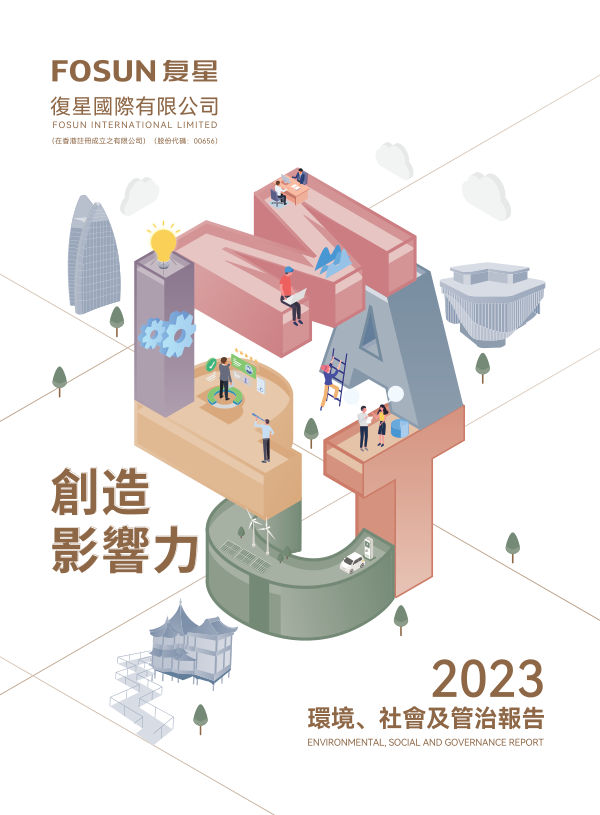 FOSUN 复星
復星國際有限公司
FOSUN INTERNATIONAL LIMITED
(在香港註冊成立之有限公司) (股份代碼：00656)
創造
影響力
2023
環境、社會及管治報告
ENVIRONMENTAL, SOCIAL AND GOVERNANCE REPORT